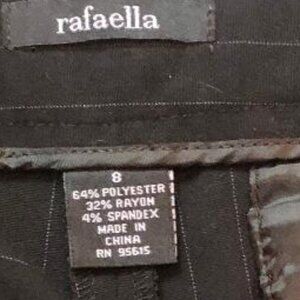 rafaella
8
64% POLYESTER
32% RAYON
4% SPANDEX
MADE IN
CHINA
RN 95615